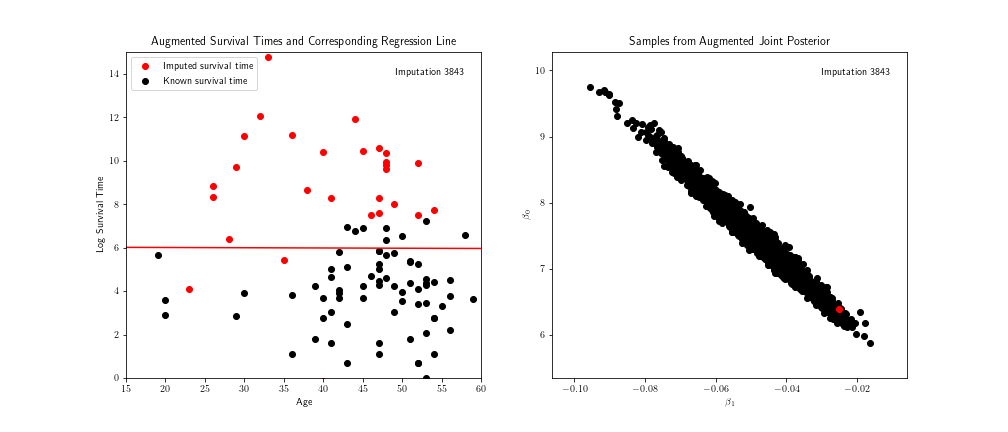 Augmented Survival Times and Corresponding Regression Line
Imputed survival time
Known survival time
Imputation 3843
Log Survival Time
14
12
10
8
6
4
2
0
15 20 25 30 35 40 45 50 55 60
Age
Samples from Augmented Joint Posterior
Imputation 3843
β₀
10
9
8
7
6
−0.10 −0.08 −0.06 −0.04 −0.02
β₁